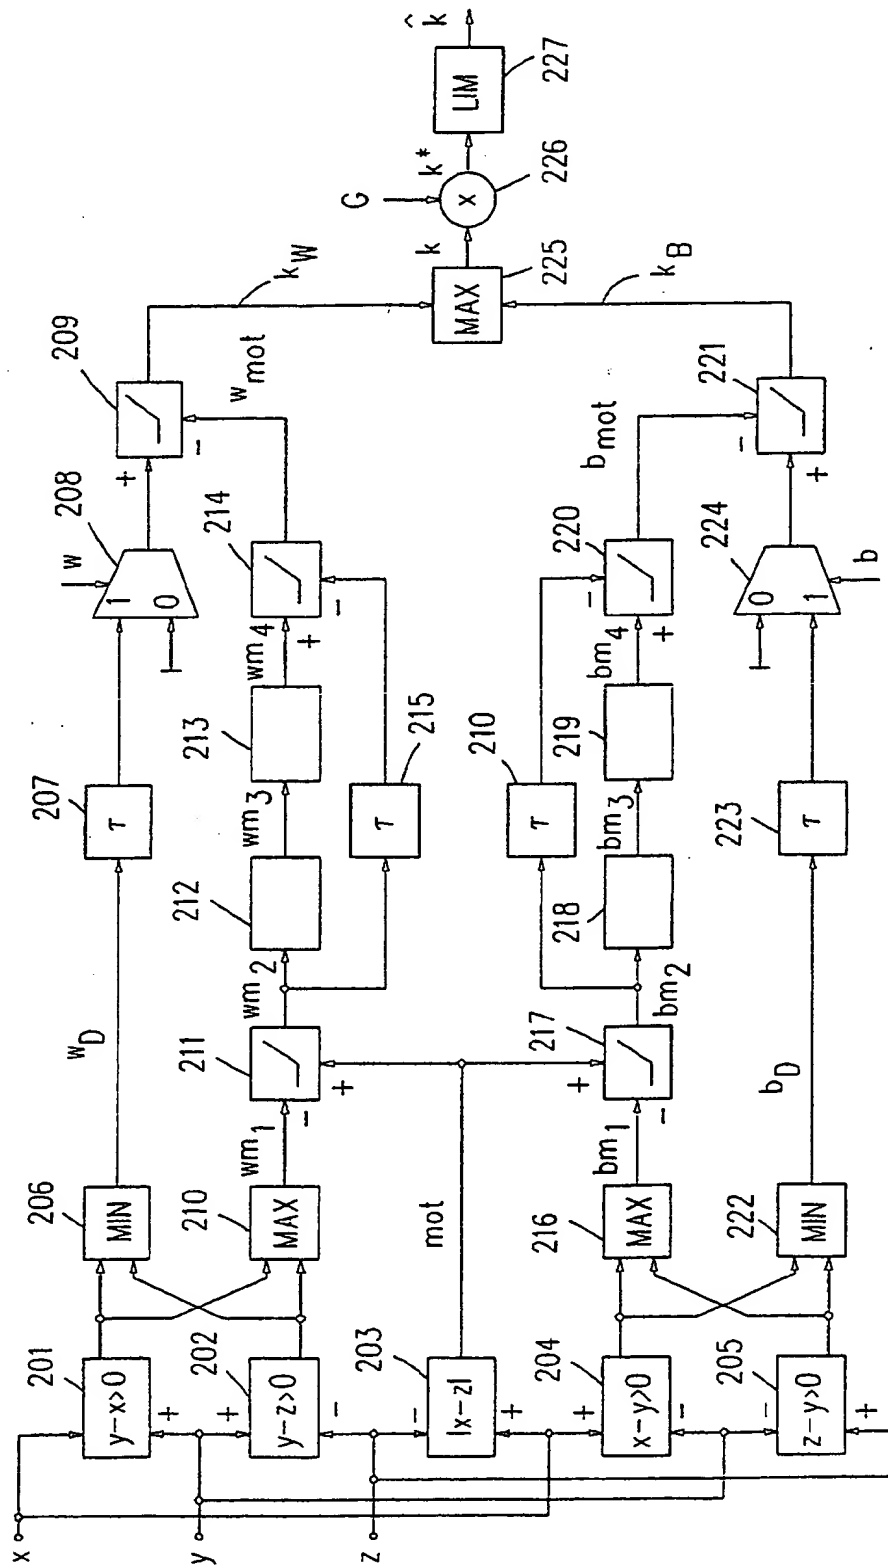 x
y
z
201
y-x>0
+
202
y-z>0
+
-
203
|x-z|
-
+
204
x-y>0
+
-
205
z-y>0
-
+
206
MIN
w_D
207
τ
208
w
1
0
+
209
-
k_W
210
MAX
wm_1
211
-
+
wm_2
212
wm_3
213
wm_4
214
+
-
w_mot
215
τ
mot
216
MAX
bm_1
217
+
-
bm_2
218
bm_3
219
bm_4
220
-
+
b_mot
210
τ
222
MIN
b_D
223
τ
224
0
1
b
+
221
-
k_B
225
MAX
k
G
226
x
k*
227
LIM
k̂